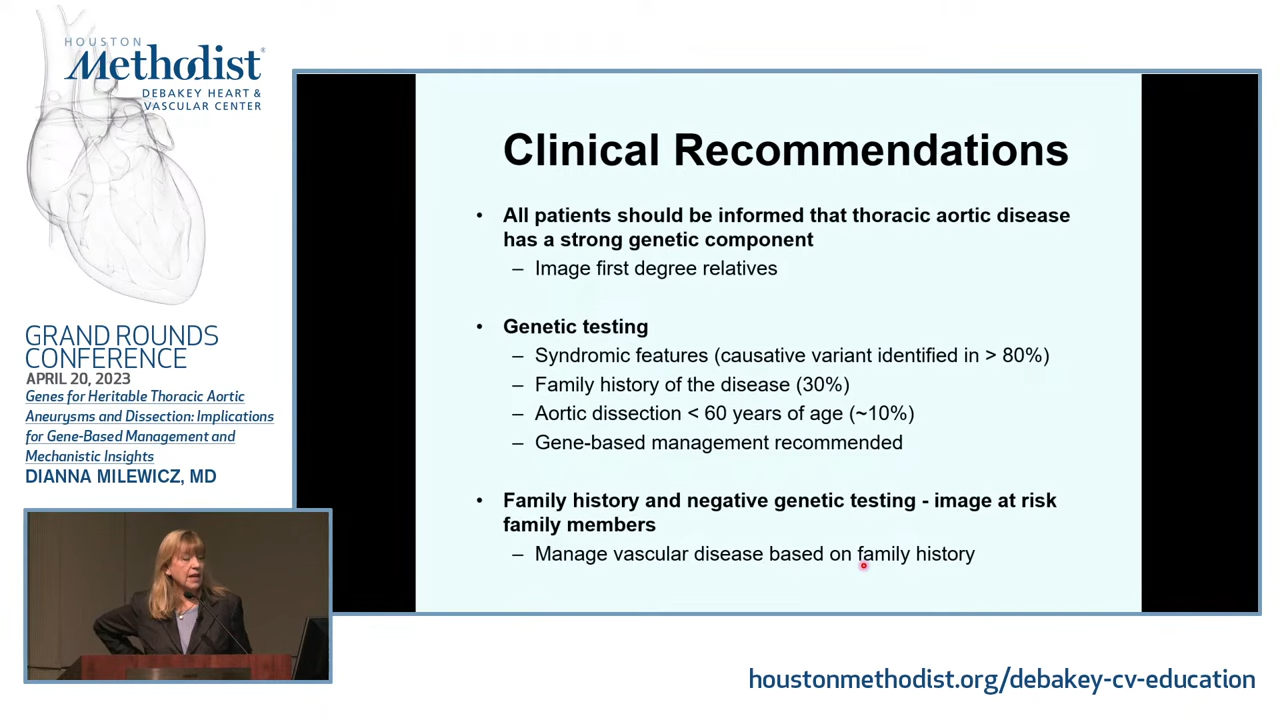 HOUSTON
Methodist®
DEBAKEY HEART &
VASCULAR CENTER
GRAND ROUNDS
CONFERENCE
APRIL 20, 2023
Genes for Heritable Thoracic Aortic
Aneurysms and Dissection: Implications
for Gene-Based Management and
Mechanistic Insights
DIANNA MILEWICZ, MD
Clinical Recommendations
• All patients should be informed that thoracic aortic disease
has a strong genetic component
– Image first degree relatives
• Genetic testing
– Syndromic features (causative variant identified in > 80%)
– Family history of the disease (30%)
– Aortic dissection < 60 years of age (~10%)
– Gene-based management recommended
• Family history and negative genetic testing - image at risk
family members
– Manage vascular disease based on family history
houstonmethodist.org/debakey-cv-education